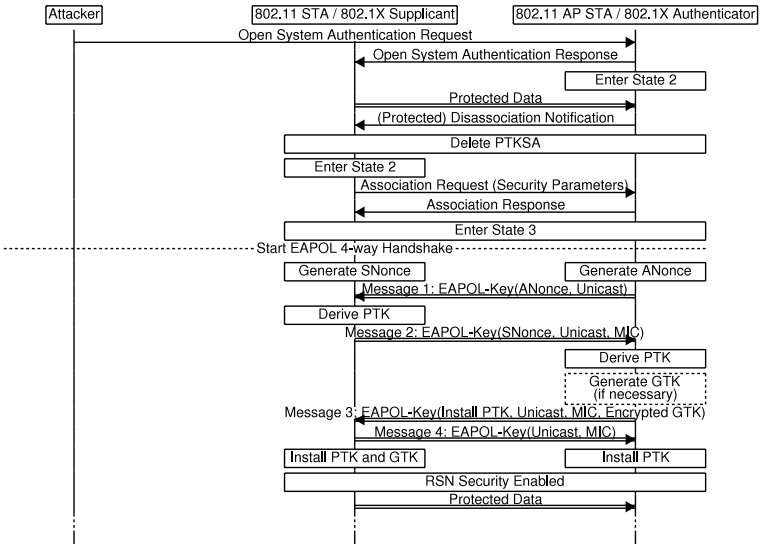 Attacker
802.11 STA / 802.1X Supplicant
802.11 AP STA / 802.1X Authenticator
Open System Authentication Request
Open System Authentication Response
Enter State 2
Protected Data
(Protected) Disassociation Notification
Delete PTKSA
Enter State 2
Association Request (Security Parameters)
Association Response
Enter State 3
Start EAPOL 4-way Handshake
Generate SNonce
Generate ANonce
Message 1: EAPOL-Key(ANonce, Unicast)
Derive PTK
Message 2: EAPOL-Key(SNonce, Unicast, MIC)
Derive PTK
Generate GTK
(if necessary)
Message 3: EAPOL-Key(Install PTK, Unicast, MIC, Encrypted GTK)
Message 4: EAPOL-Key(Unicast, MIC)
Install PTK and GTK
Install PTK
RSN Security Enabled
Protected Data